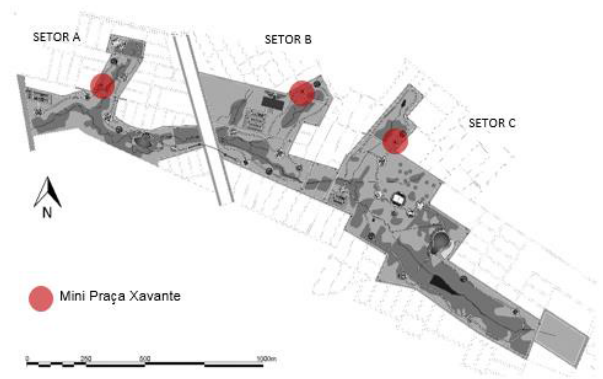 SETOR A
SETOR B
SETOR C
N
Mini Praça Xavante
0 250 500 1000m